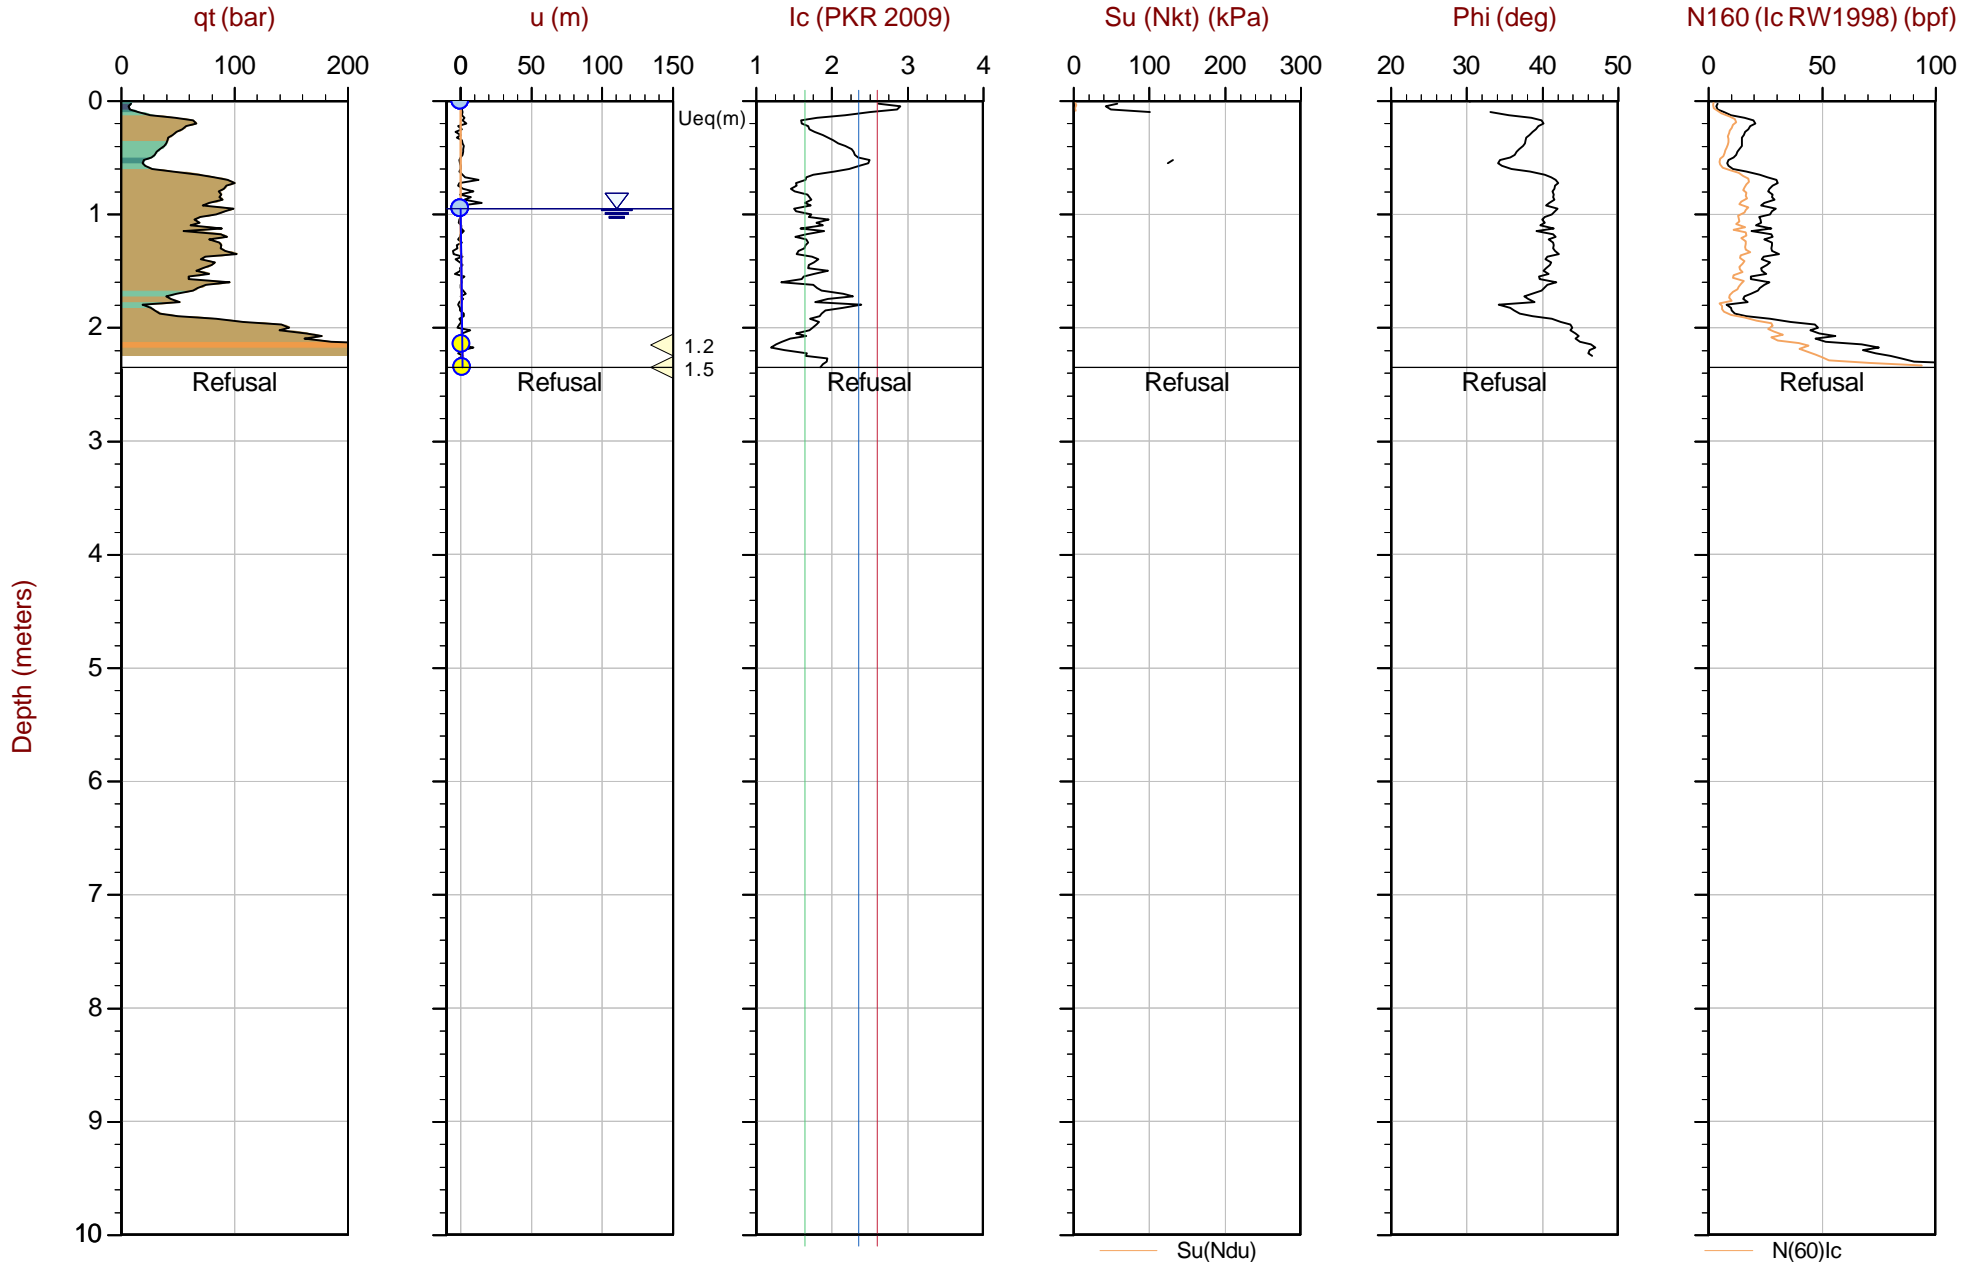 qt (bar) u (m) Ic (PKR 2009) Su (Nkt) (kPa) Phi (deg) N160 (Ic RW1998) (bpf)
0 100 200 0 50 100 150 1 2 3 4 0 100 200 300 20 30 40 50 0 50 100
0
Ueq(m)
1
2
1.2
1.5
Refusal Refusal Refusal Refusal Refusal Refusal
3
4
5
Depth (meters)
6
7
8
9
10
Su(Ndu) N(60)Ic